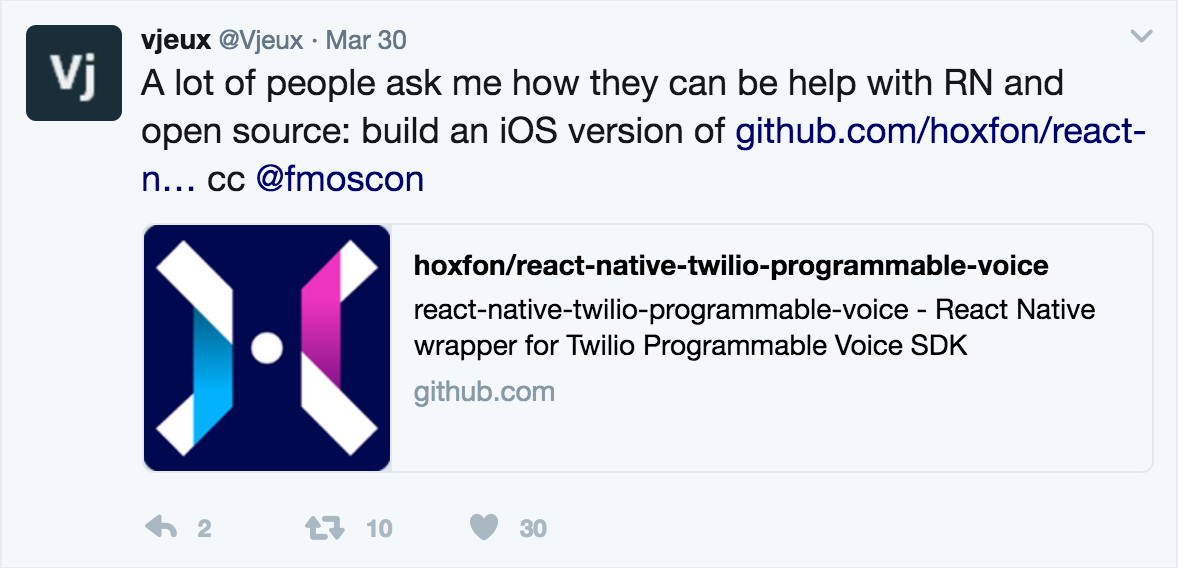 Vj
vjeux @Vjeux · Mar 30
A lot of people ask me how they can be help with RN and
open source: build an iOS version of github.com/hoxfon/react-
n… cc @fmoscon
hoxfon/react-native-twilio-programmable-voice
react-native-twilio-programmable-voice - React Native
wrapper for Twilio Programmable Voice SDK
github.com
2 10 30